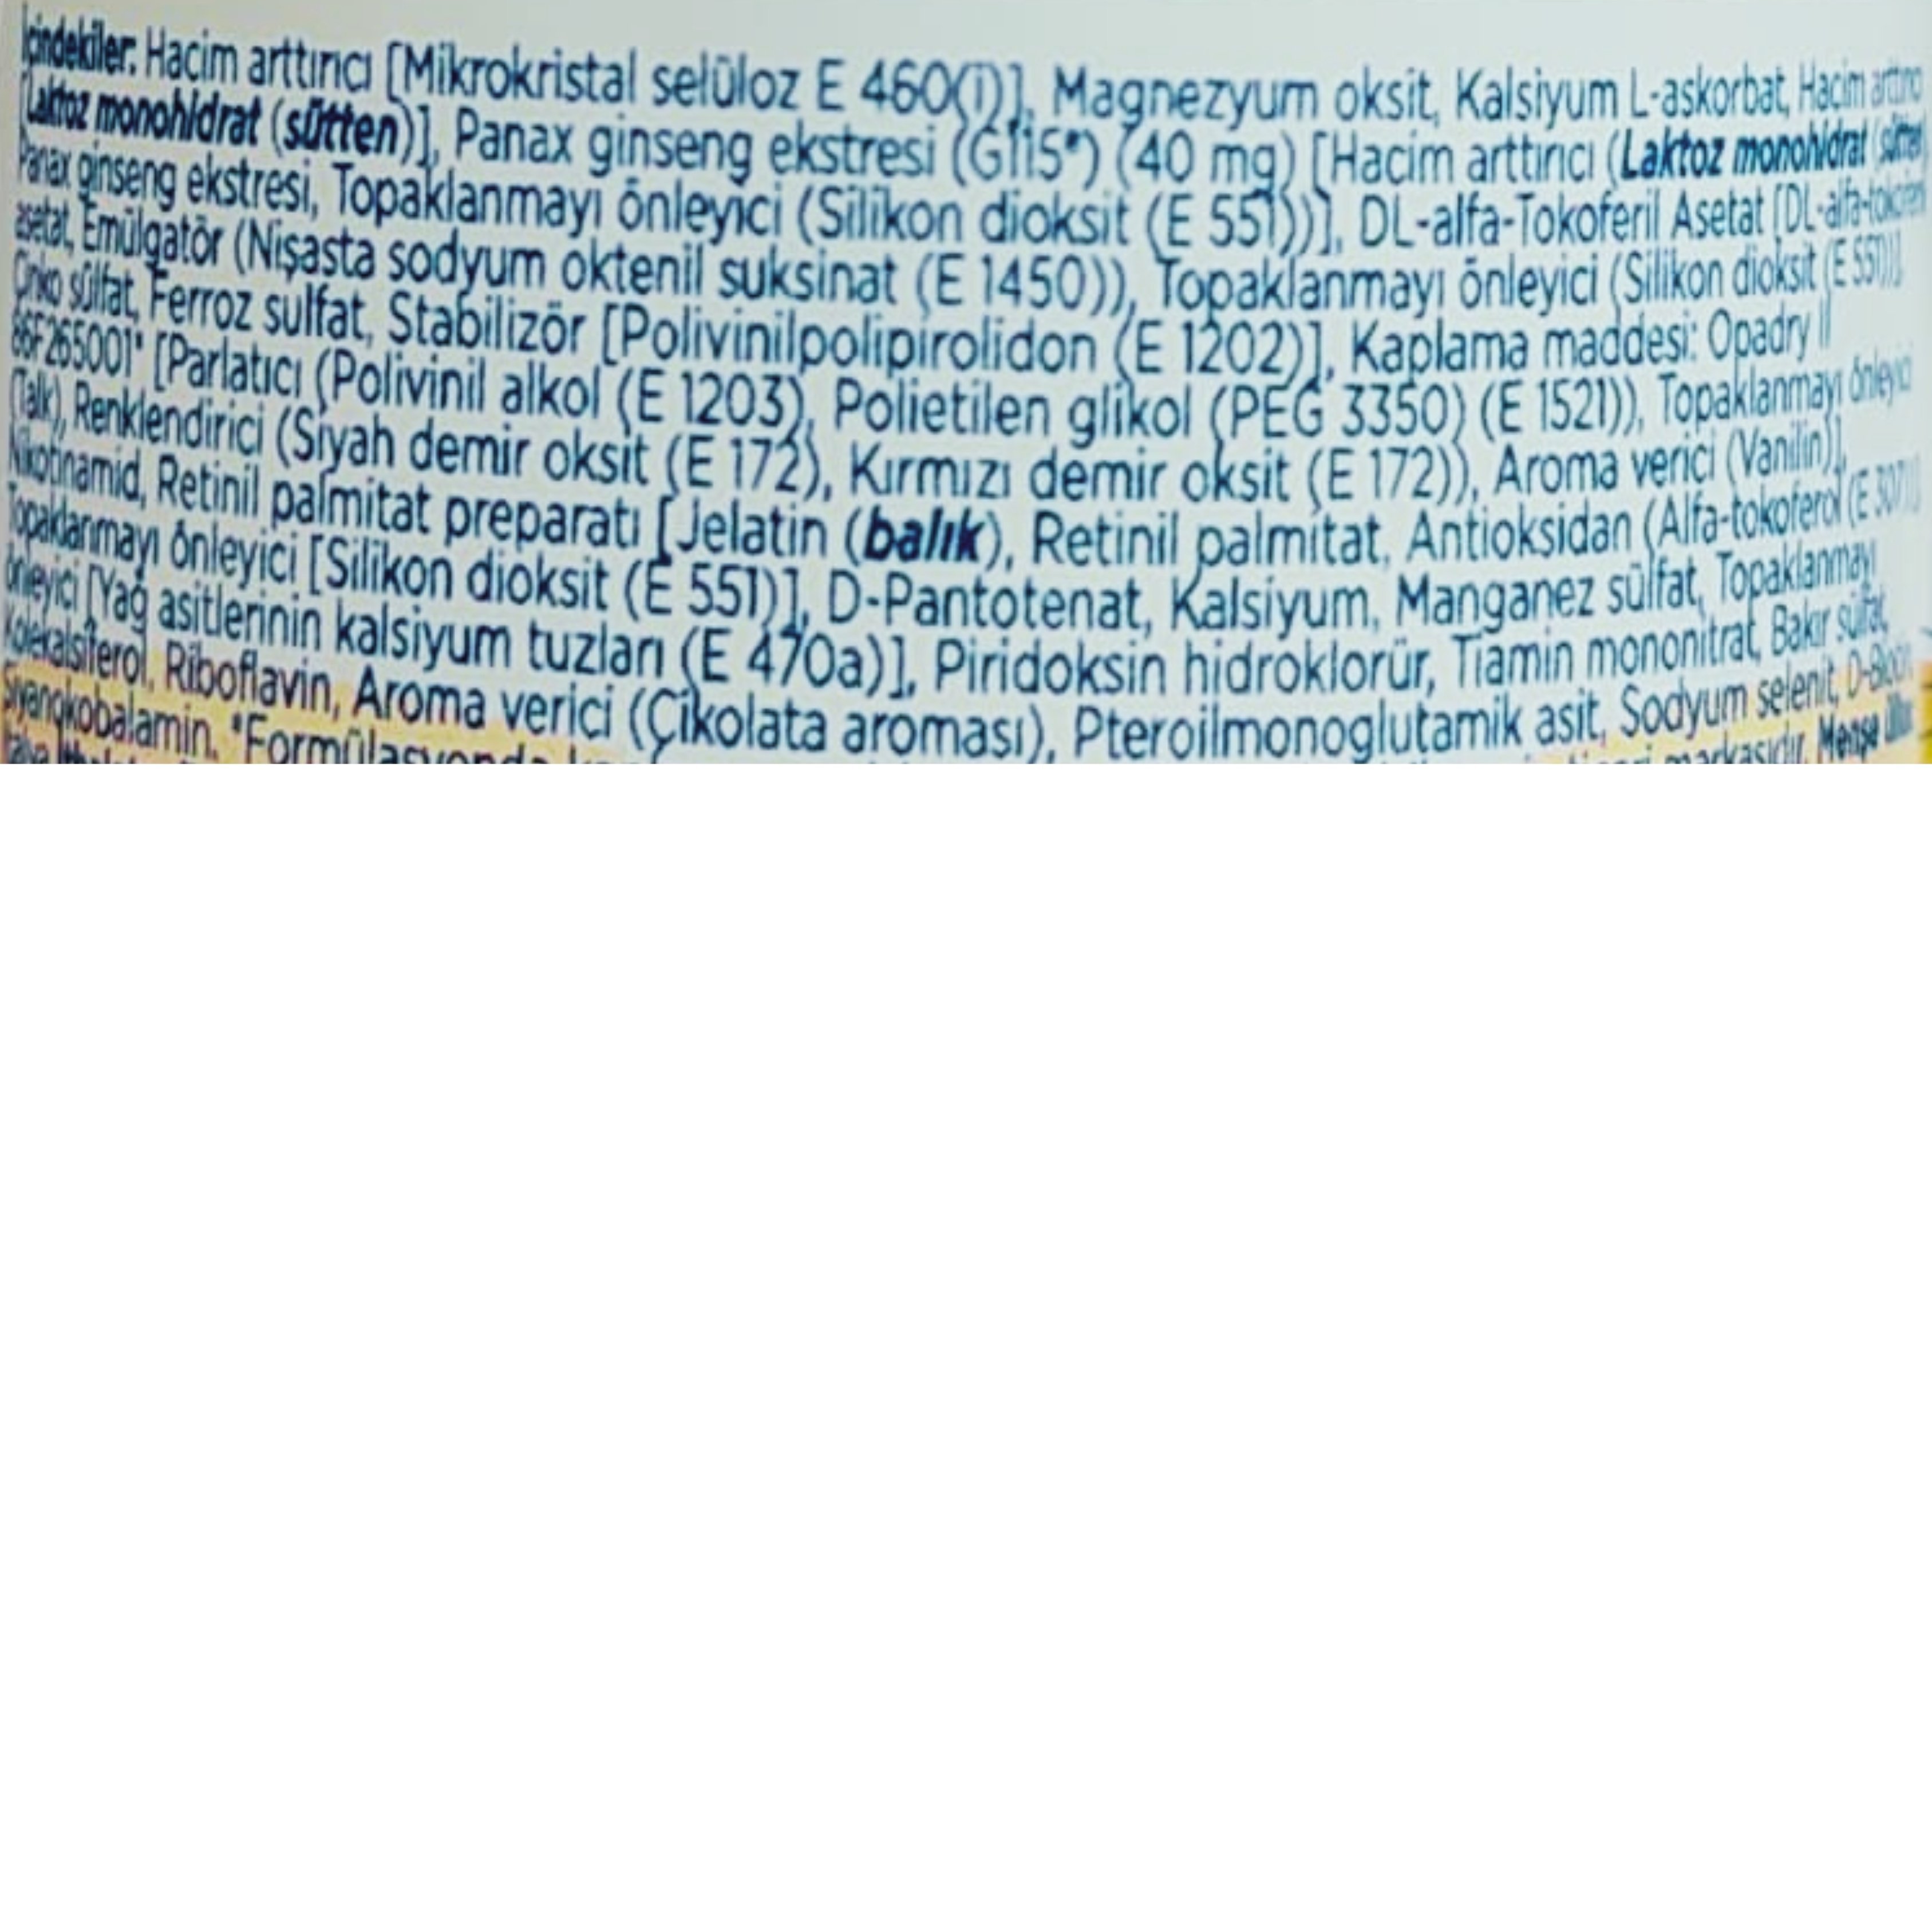 İçindekiler: Hacim arttırıcı [Mikrokristal selüloz E 460(i)], Magnezyum oksit, Kalsiyum L-askorbat, Hacim arttırıcı
[Laktoz monohidrat (sütten)], Panax ginseng ekstresi (G115®) (40 mg) [Hacim arttırıcı (Laktoz monohidrat (sütten)
Panax ginseng ekstresi, Topaklanmayı önleyici (Silikon dioksit (E 551))], DL-alfa-Tokoferil Asetat [DL-alfa-tokoferil
asetat, Emülgatör (Nişasta sodyum oktenil suksinat (E 1450)), Topaklanmayı önleyici (Silikon dioksit (E 551))],
Çinko sülfat, Ferroz sulfat, Stabilizör [Polivinilpolipirolidon (E 1202)], Kaplama maddesi: Opadry II
86F265001* [Parlatıcı (Polivinil alkol (E 1203), Polietilen glikol (PEG 3350) (E 1521)), Topaklanmayı önleyici
(Talk), Renklendirici (Siyah demir oksit (E 172), Kırmızı demir oksit (E 172)), Aroma verici (Vanilin)],
Nikotinamid, Retinil palmitat preparatı [Jelatin (balık), Retinil palmitat, Antioksidan (Alfa-tokoferol (E 307))]
Topaklanmayı önleyici [Silikon dioksit (E 551)], D-Pantotenat, Kalsiyum, Manganez sülfat, Topaklanmayı
önleyici [Yağ asitlerinin kalsiyum tuzları (E 470a)], Piridoksin hidroklorür, Tiamin mononitrat, Bakır sülfat,
Kolekalsiferol, Riboflavin, Aroma verici (Çikolata aroması), Pteroilmonoglutamik asit, Sodyum selenit, D-Biotin
Siyanokobalamin. *Formülasyonda markasıdır. Menşe